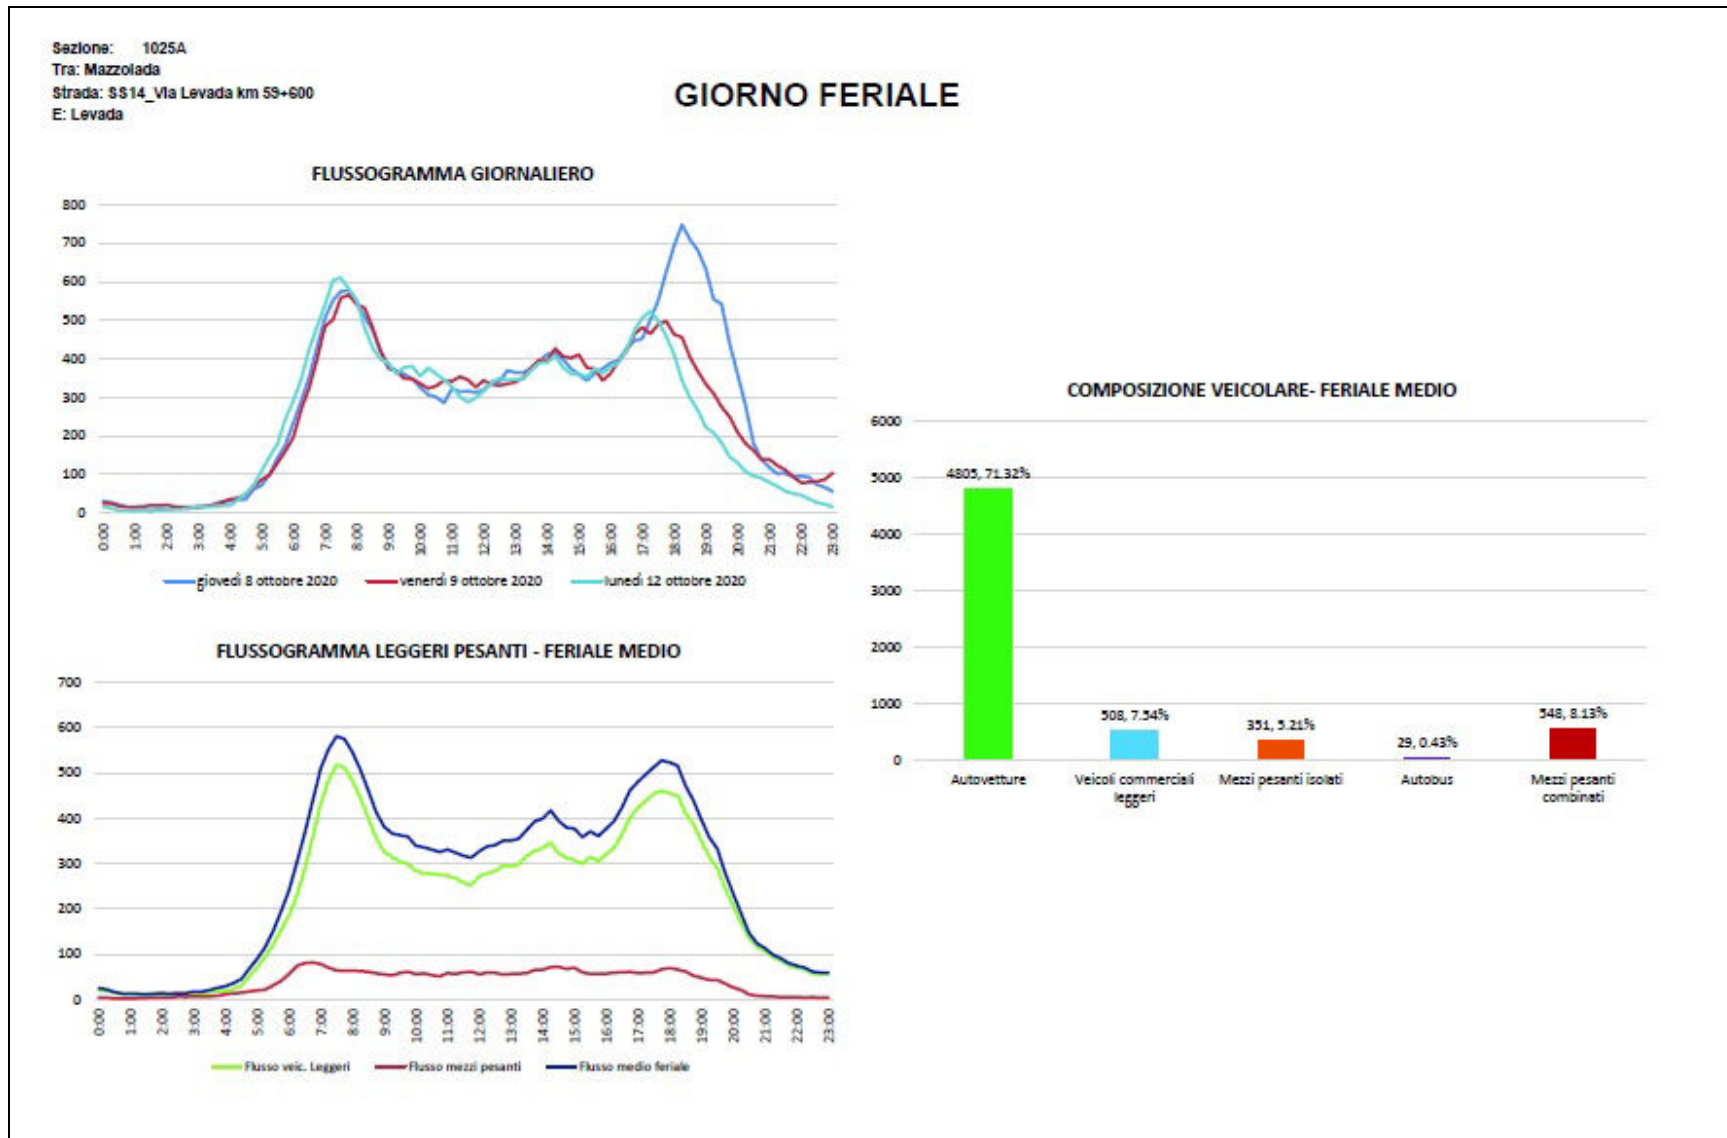 Sezione: 1025A
Tra: Mazzolada
Strada: SS14_Via Levada km 59+600
E: Levada
GIORNO FERIALE
FLUSSOGRAMMA GIORNALIERO
800
700
600
500
400
300
200
100
0
0:00 1:00 2:00 3:00 4:00 5:00 6:00 7:00 8:00 9:00 10:00 11:00 12:00 13:00 14:00 15:00 16:00 17:00 18:00 19:00 20:00 21:00 22:00 23:00
giovedì 8 ottobre 2020 venerdì 9 ottobre 2020 lunedì 12 ottobre 2020
FLUSSOGRAMMA LEGGERI PESANTI - FERIALE MEDIO
700
600
500
400
300
200
100
0
0:00 1:00 2:00 3:00 4:00 5:00 6:00 7:00 8:00 9:00 10:00 11:00 12:00 13:00 14:00 15:00 16:00 17:00 18:00 19:00 20:00 21:00 22:00 23:00
Flusso veic. Leggeri Flusso mezzi pesanti Flusso medio feriale
COMPOSIZIONE VEICOLARE- FERIALE MEDIO
6000
5000
4000
3000
2000
1000
0
4805, 71.32%
508, 7.54%
351, 5.21%
29, 0.43%
548, 8.13%
Autovetture
Veicoli commerciali
leggeri
Mezzi pesanti isolati
Autobus
Mezzi pesanti
combinati